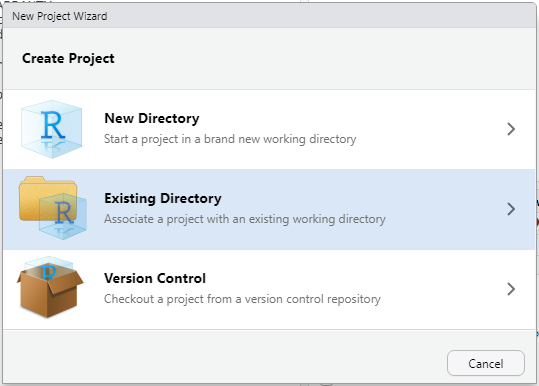 New Project Wizard
Create Project
New Directory
Start a project in a brand new working directory
Existing Directory
Associate a project with an existing working directory
Version Control
Checkout a project from a version control repository
Cancel